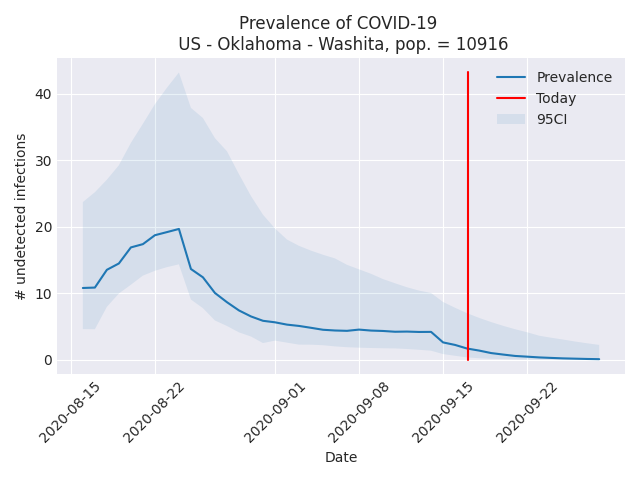 Prevalence of COVID-19
US - Oklahoma - Washita, pop. = 10916
Prevalence
Today
95CI
# undetected infections
40
30
20
10
0
2020-08-15
2020-08-22
2020-09-01
2020-09-08
2020-09-15
2020-09-22
Date